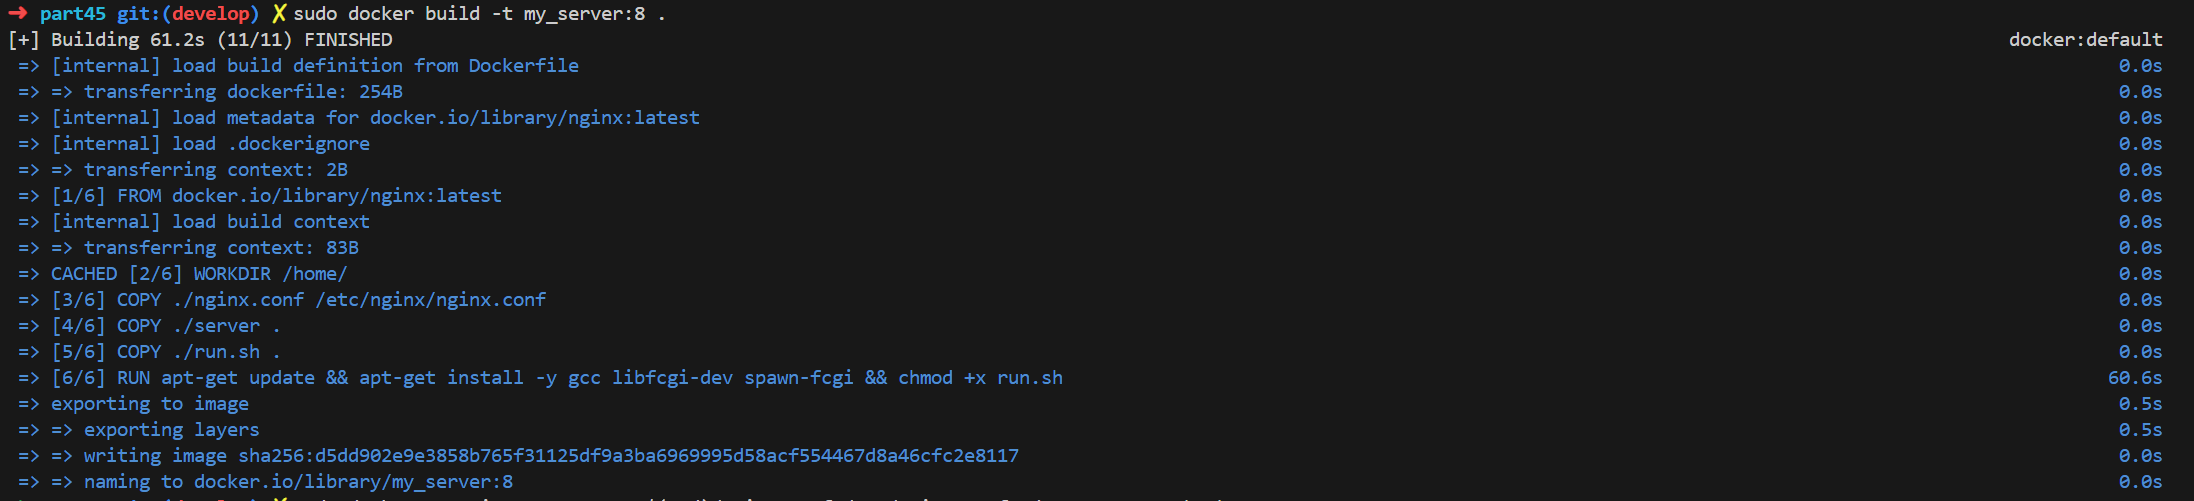 ➜ part45 git:(develop) ✗ sudo docker build -t my_server:8 .
[+] Building 61.2s (11/11) FINISHED docker:default
=> [internal] load build definition from Dockerfile 0.0s
=> => transferring dockerfile: 254B 0.0s
=> [internal] load metadata for docker.io/library/nginx:latest 0.0s
=> [internal] load .dockerignore 0.0s
=> => transferring context: 2B 0.0s
=> [1/6] FROM docker.io/library/nginx:latest 0.0s
=> [internal] load build context 0.0s
=> => transferring context: 83B 0.0s
=> CACHED [2/6] WORKDIR /home/ 0.0s
=> [3/6] COPY ./nginx.conf /etc/nginx/nginx.conf 0.0s
=> [4/6] COPY ./server . 0.0s
=> [5/6] COPY ./run.sh . 0.0s
=> [6/6] RUN apt-get update && apt-get install -y gcc libfcgi-dev spawn-fcgi && chmod +x run.sh 60.6s
=> exporting to image 0.5s
=> => exporting layers 0.5s
=> => writing image sha256:d5dd902e9e3858b765f31125df9a3ba6969995d58acf554467d8a46cfc2e8117 0.0s
=> => naming to docker.io/library/my_server:8 0.0s